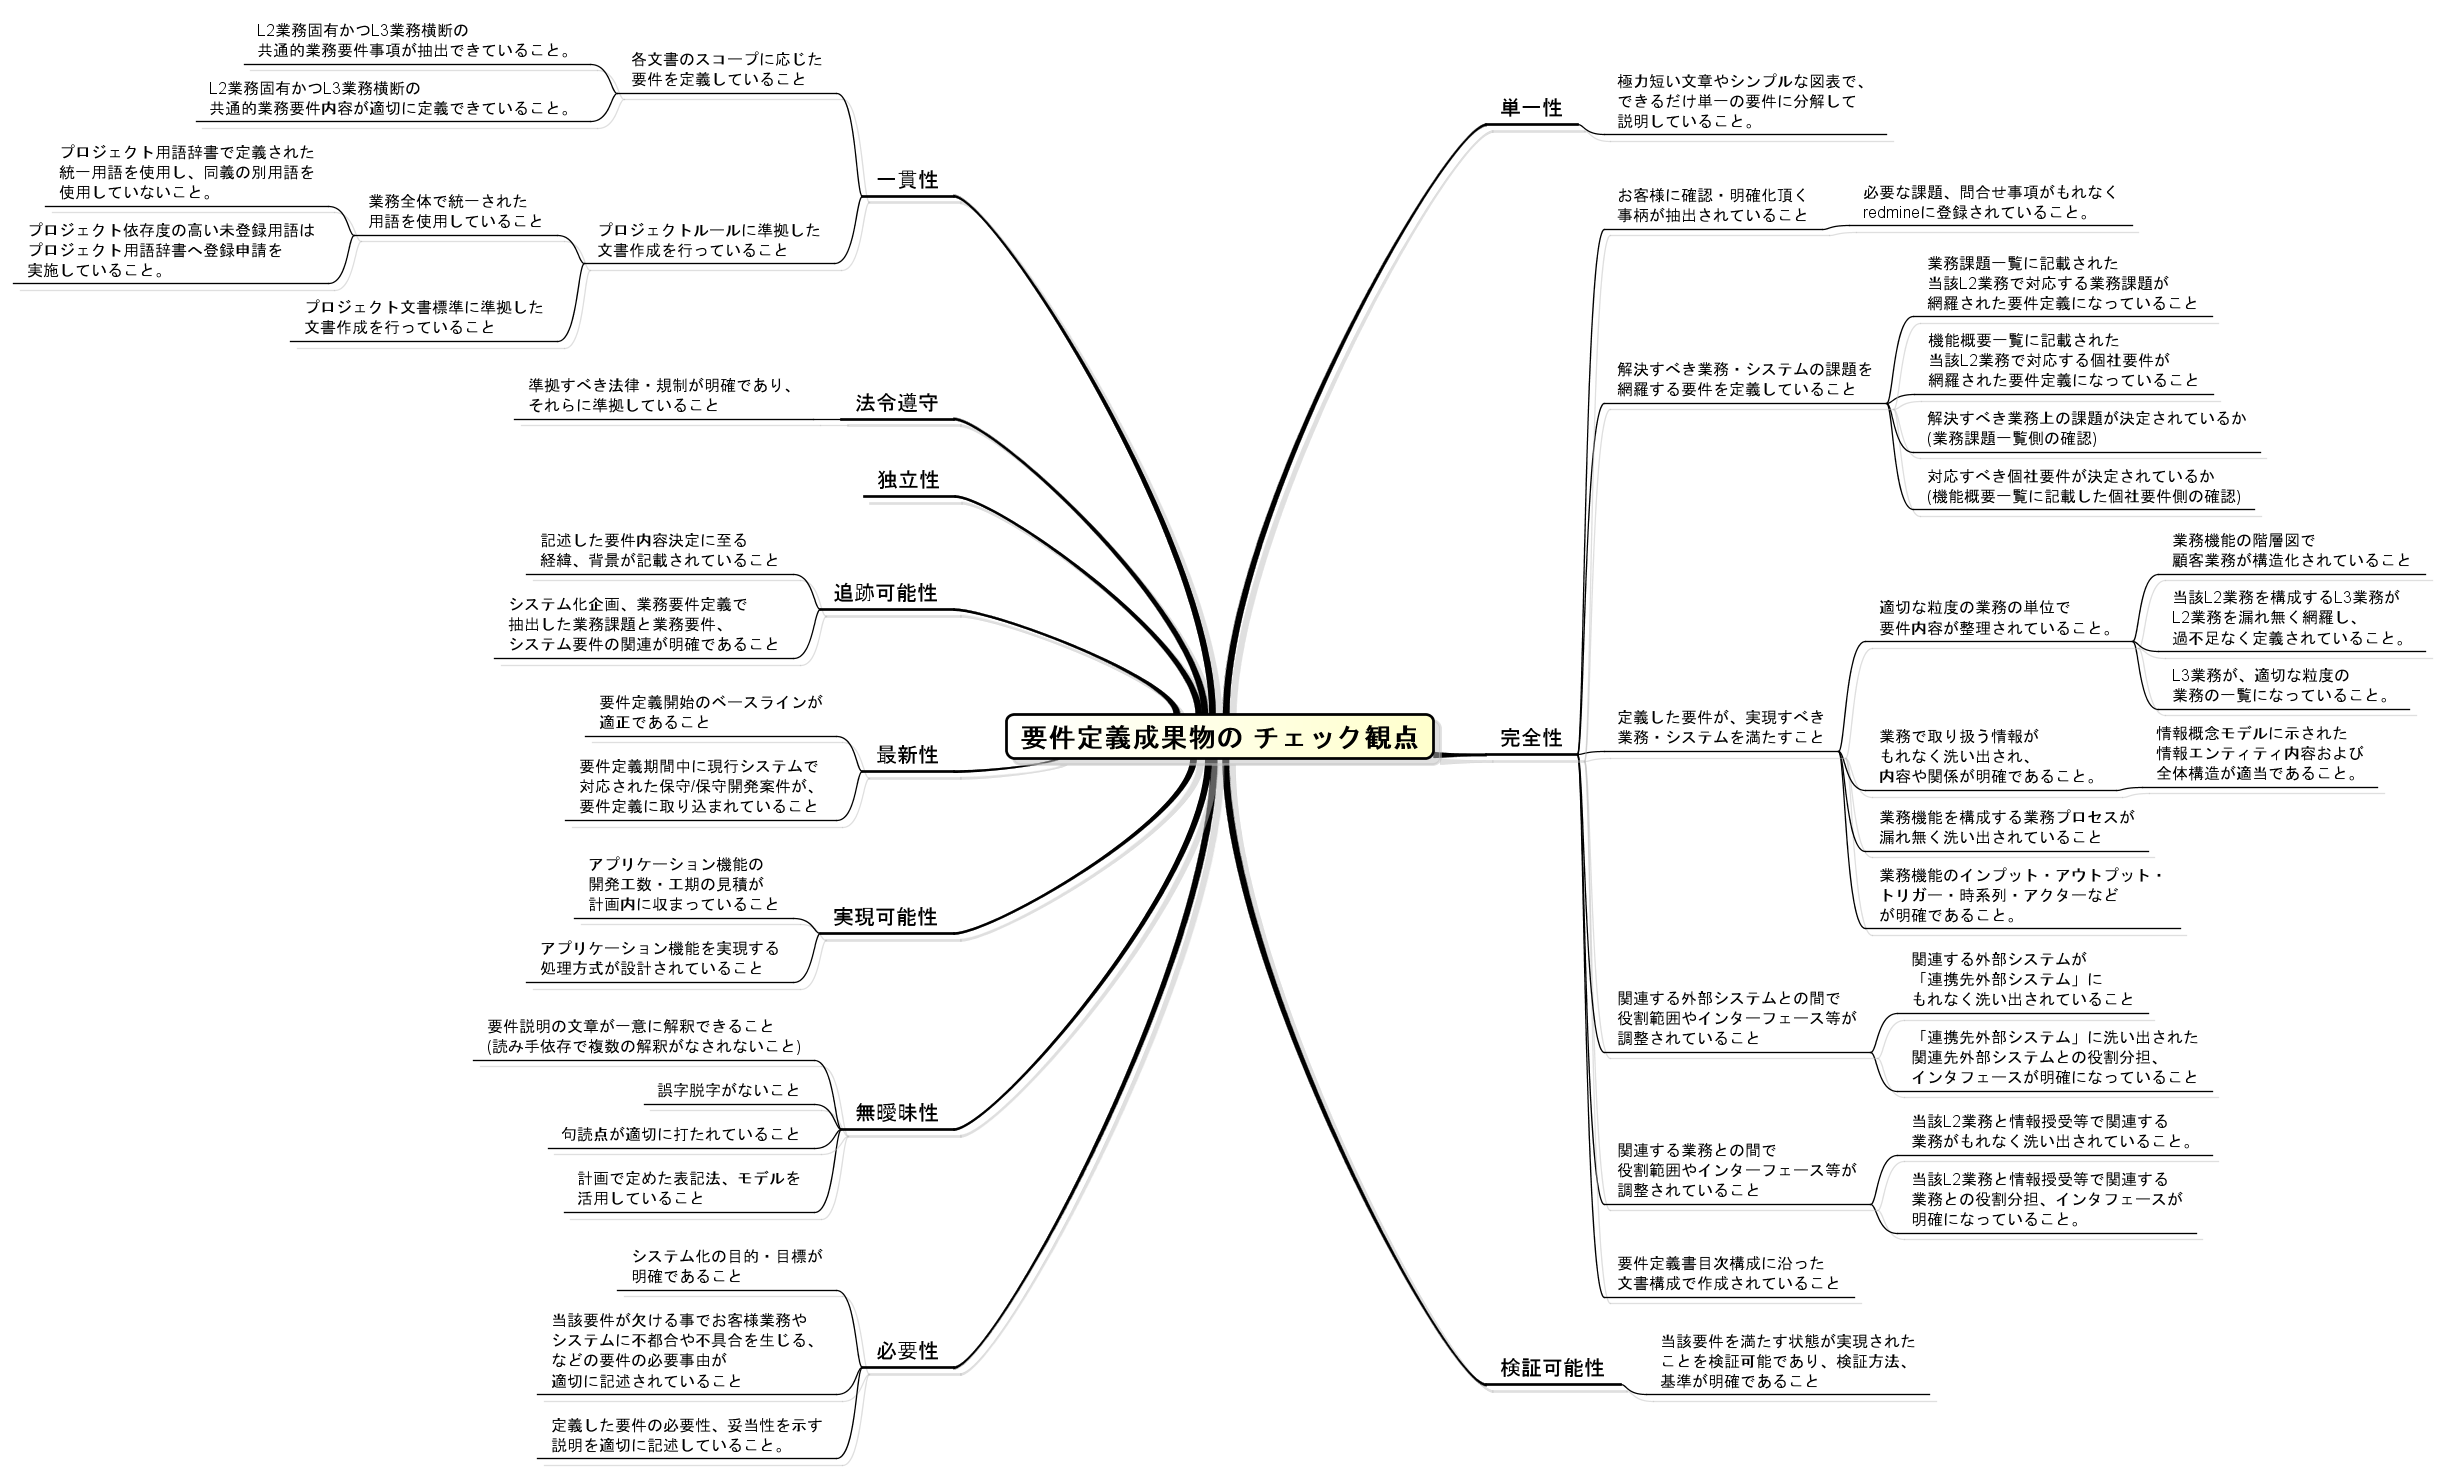 要件定義成果物の チェック観点
単一性
極力短い文章やシンプルな図表で、
できるだけ単一の要件に分解して
説明していること。
完全性
お客様に確認・明確化頂く
事柄が抽出されていること
必要な課題、問合せ事項がもれなく
redmineに登録されていること。
解決すべき業務・システムの課題を
網羅する要件を定義していること
業務課題一覧に記載された
当該L2業務で対応する業務課題が
網羅された要件定義になっていること
機能概要一覧に記載された
当該L2業務で対応する個社要件が
網羅された要件定義になっていること
解決すべき業務上の課題が決定されているか
(業務課題一覧側の確認)
対応すべき個社要件が決定されているか
(機能概要一覧に記載した個社要件側の確認)
定義した要件が、実現すべき
業務・システムを満たすこと
適切な粒度の業務の単位で
要件内容が整理されていること。
業務機能の階層図で
顧客業務が構造化されていること
当該L2業務を構成するL3業務が
L2業務を漏れ無く網羅し、
過不足なく定義されていること。
L3業務が、適切な粒度の
業務の一覧になっていること。
業務で取り扱う情報が
もれなく洗い出され、
内容や関係が明確であること。
情報概念モデルに示された
情報エンティティ内容および
全体構造が適当であること。
業務機能を構成する業務プロセスが
漏れ無く洗い出されていること
業務機能のインプット・アウトプット・
トリガー・時系列・アクターなど
が明確であること。
関連する外部システムとの間で
役割範囲やインターフェース等が
調整されていること
関連する外部システムが
「連携先外部システム」に
もれなく洗い出されていること
「連携先外部システム」に洗い出された
関連先外部システムとの役割分担、
インタフェースが明確になっていること
関連する業務との間で
役割範囲やインターフェース等が
調整されていること
当該L2業務と情報授受等で関連する
業務がもれなく洗い出されていること。
当該L2業務と情報授受等で関連する
業務との役割分担、インタフェースが
明確になっていること。
要件定義書目次構成に沿った
文書構成で作成されていること
検証可能性
当該要件を満たす状態が実現された
ことを検証可能であり、検証方法、
基準が明確であること
一貫性
各文書のスコープに応じた
要件を定義していること
L2業務固有かつL3業務横断の
共通的業務要件事項が抽出できていること。
L2業務固有かつL3業務横断の
共通的業務要件内容が適切に定義できていること。
プロジェクトルールに準拠した
文書作成を行っていること
業務全体で統一された
用語を使用していること
プロジェクト用語辞書で定義された
統一用語を使用し、同義の別用語を
使用していないこと。
プロジェクト依存度の高い未登録用語は
プロジェクト用語辞書へ登録申請を
実施していること。
プロジェクト文書標準に準拠した
文書作成を行っていること
法令遵守
準拠すべき法律・規制が明確であり、
それらに準拠していること
独立性
追跡可能性
記述した要件内容決定に至る
経緯、背景が記載されていること
システム化企画、業務要件定義で
抽出した業務課題と業務要件、
システム要件の関連が明確であること
最新性
要件定義開始のベースラインが
適正であること
要件定義期間中に現行システムで
対応された保守/保守開発案件が、
要件定義に取り込まれていること
実現可能性
アプリケーション機能の
開発工数・工期の見積が
計画内に収まっていること
アプリケーション機能を実現する
処理方式が設計されていること
無曖昧性
要件説明の文章が一意に解釈できること
(読み手依存で複数の解釈がなされないこと)
誤字脱字がないこと
句読点が適切に打たれていること
計画で定めた表記法、モデルを
活用していること
必要性
システム化の目的・目標が
明確であること
当該要件が欠ける事でお客様業務や
システムに不都合や不具合を生じる、
などの要件の必要事由が
適切に記述されていること
定義した要件の必要性、妥当性を示す
説明を適切に記述していること。